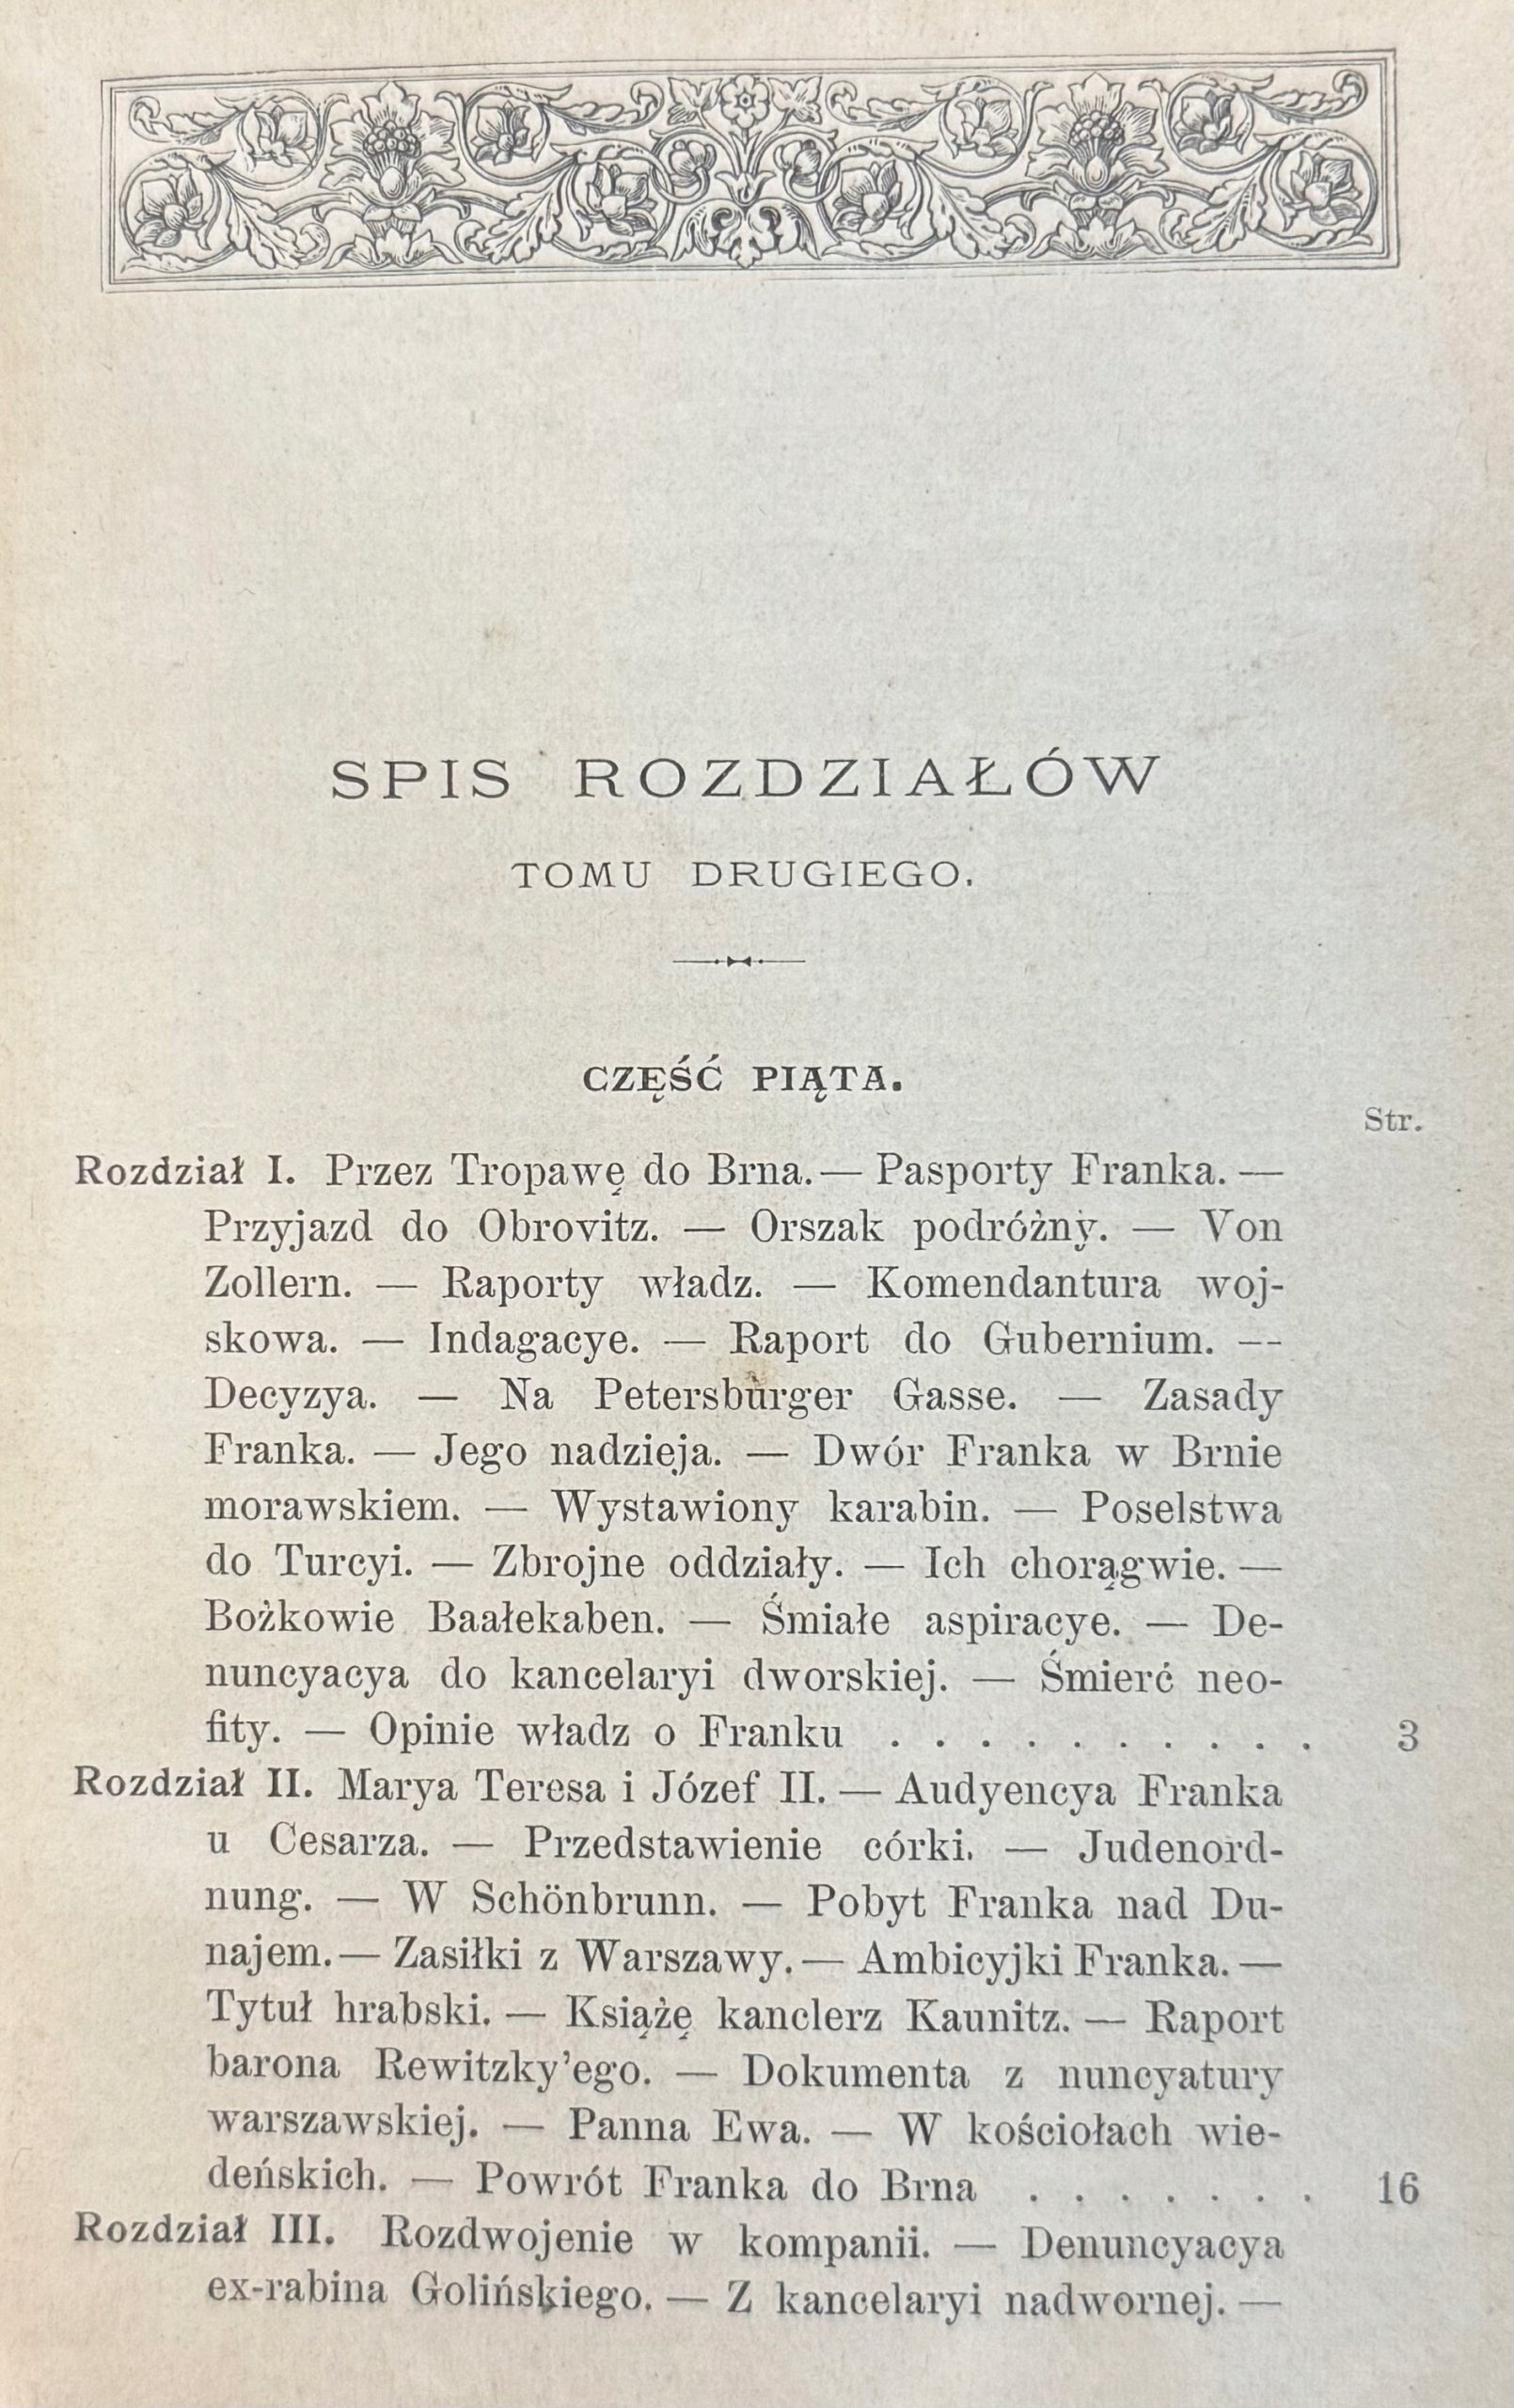 SPIS ROZDZIAŁÓW
TOMU DRUGIEGO.
CZĘŚĆ PIĄTA.
Str.
Rozdział I. Przez Tropawę do Brna. — Pasporty Franka. —
Przyjazd do Obrovitz. — Orszak podróżny. — Von
Zollern. — Raporty władz. — Komendantura woj-
skowa. — Indagacye. — Raport do Gubernium. —
Decyzya. — Na Petersburger Gasse. — Zasady
Franka. — Jego nadzieja. — Dwór Franka w Brnie
morawskiem. — Wystawiony karabin. — Poselstwa
do Turcyi. — Zbrojne oddziały. — Ich chorągwie. —
Bożkowie Baałekaben. — Śmiałe aspiracye. — De-
nuncyacya do kancelaryi dworskiej. — Śmierć neo-
fity. — Opinie władz o Franku . . . . . . . . . . 3
Rozdział II. Marya Teresa i Józef II. — Audyencya Franka
u Cesarza. — Przedstawienie córki. — Judenord-
nung. — W Schönbrunn. — Pobyt Franka nad Du-
najem. — Zasiłki z Warszawy. — Ambicyjki Franka. —
Tytuł hrabski. — Książę kanclerz Kaunitz. — Raport
barona Rewitzky'ego. — Dokumenta z nuncyatury
warszawskiej. — Panna Ewa. — W kościołach wie-
deńskich. — Powrót Franka do Brna . . . . . . . 16
Rozdział III. Rozdwojenie w kompanii. — Denuncyacya
ex-rabina Golińskiego. — Z kancelaryi nadwornej. —